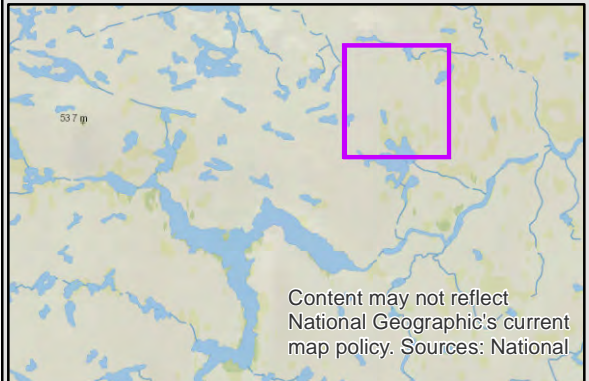 537 m
Content may not reflect
National Geographic's current
map policy. Sources: National